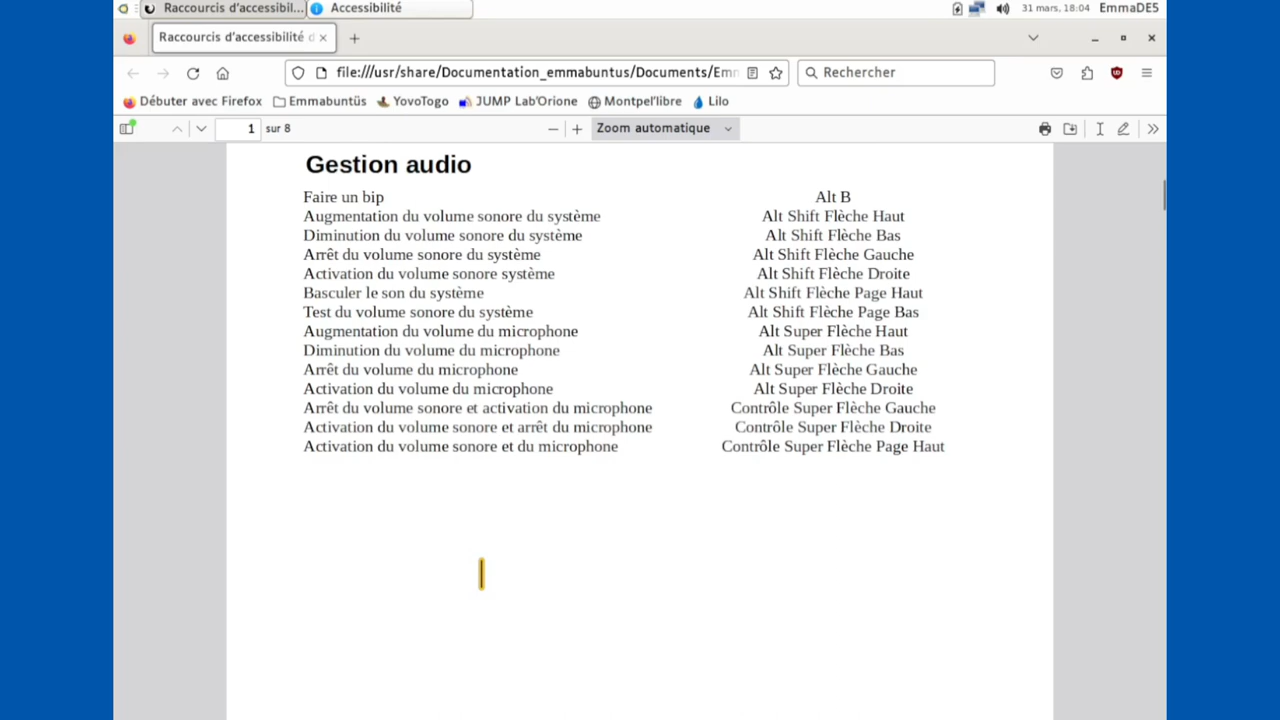 Raccourcis d'accessibil...
Accessibilité
31 mars, 18:04
EmmaDE5
Raccourcis d'accessibilité d
file:///usr/share/Documentation_emmabuntus/Documents/Emm
Rechercher
Débuter avec Firefox
Emmabuntüs
YovoTogo
JUMP Lab'Orione
Montpel'libre
Lilo
1 sur 8
Zoom automatique
Gestion audio
Faire un bip Alt B
Augmentation du volume sonore du système Alt Shift Flèche Haut
Diminution du volume sonore du système Alt Shift Flèche Bas
Arrêt du volume sonore du système Alt Shift Flèche Gauche
Activation du volume sonore système Alt Shift Flèche Droite
Basculer le son du système Alt Shift Flèche Page Haut
Test du volume sonore du système Alt Shift Flèche Page Bas
Augmentation du volume du microphone Alt Super Flèche Haut
Diminution du volume du microphone Alt Super Flèche Bas
Arrêt du volume du microphone Alt Super Flèche Gauche
Activation du volume du microphone Alt Super Flèche Droite
Arrêt du volume sonore et activation du microphone Contrôle Super Flèche Gauche
Activation du volume sonore et arrêt du microphone Contrôle Super Flèche Droite
Activation du volume sonore et du microphone Contrôle Super Flèche Page Haut